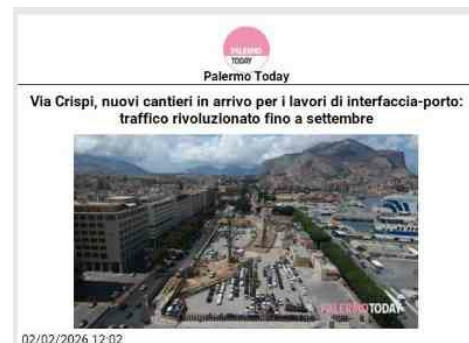 PALERMO
TODAY
Palermo Today
Via Crispi, nuovi cantieri in arrivo per i lavori di interfaccia-porto:
traffico rivoluzionato fino a settembre
PALERMOTODAY
02/02/2026 12:02